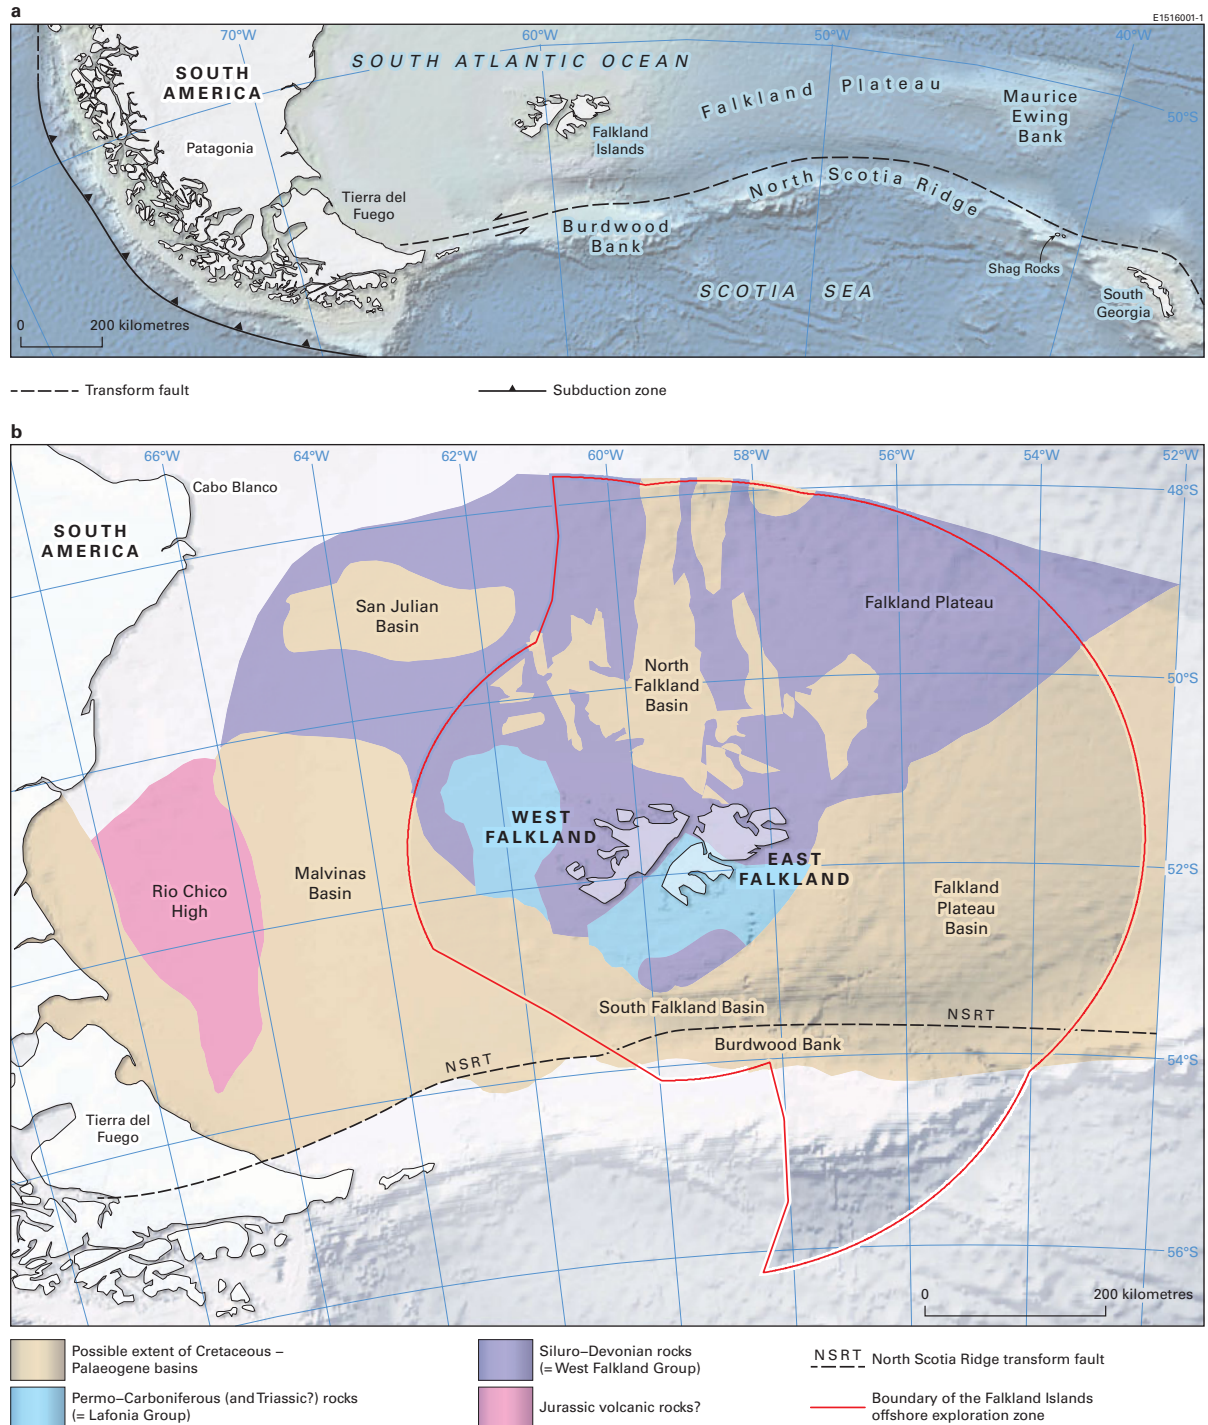 a
E1516001-1
70°W
60°W
50°W
40°W
SOUTH ATLANTIC OCEAN
SOUTH
AMERICA
Falkland Plateau
Maurice
Ewing
Bank
50°S
Patagonia
Falkland
Islands
Tierra del
Fuego
North Scotia Ridge
Burdwood
Bank
Shag Rocks
SCOTIA SEA
South
Georgia
0 200 kilometres
Transform fault
Subduction zone
b
66°W
64°W
62°W
60°W
58°W
56°W
54°W
52°W
Cabo Blanco
48°S
SOUTH
AMERICA
San Julian
Basin
Falkland Plateau
North
Falkland
Basin
50°S
WEST
FALKLAND
EAST
FALKLAND
52°S
Malvinas
Basin
Rio Chico
High
Falkland
Plateau
Basin
South Falkland Basin
NSRT
Burdwood Bank
NSRT
54°S
Tierra del
Fuego
56°S
0 200 kilometres
Possible extent of Cretaceous –
Palaeogene basins
Permo–Carboniferous (and Triassic?) rocks
(= Lafonia Group)
Siluro–Devonian rocks
(= West Falkland Group)
Jurassic volcanic rocks?
NSRT
North Scotia Ridge transform fault
Boundary of the Falkland Islands
offshore exploration zone